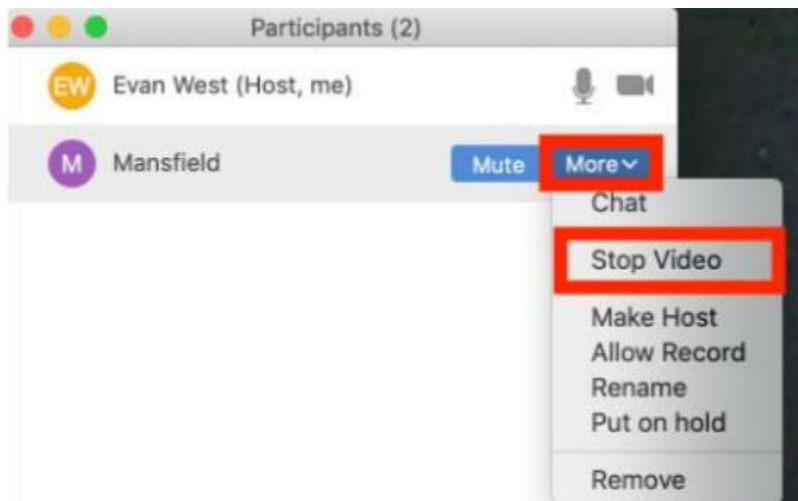 Participants (2)
EW Evan West (Host, me)
M Mansfield Mute More
Chat
Stop Video
Make Host
Allow Record
Rename
Put on hold
Remove